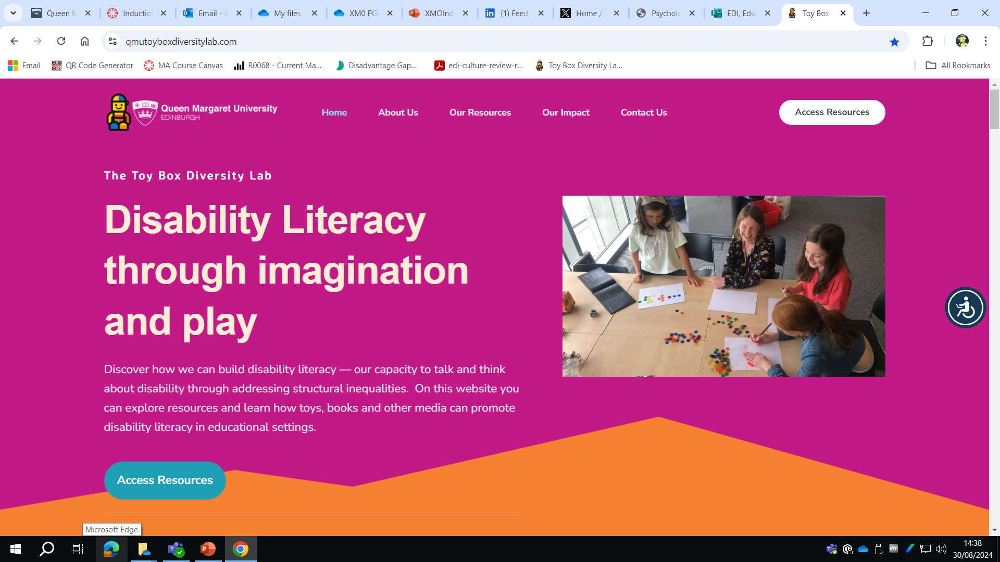 Queen M
Inductio
Email - J
My files
XM0 PGI
XMOInd
(1) Feed
Home /
Psycholo
EDI, Edu
Toy Box
qmutoyboxdiversitylab.com
Email
QR Code Generator
MA Course Canvas
R0068 - Current Ma...
Disadvantage Gap...
edi-culture-review-r...
Toy Box Diversity La...
All Bookmarks
Queen Margaret University
EDINBURGH
Home
About Us
Our Resources
Our Impact
Contact Us
Access Resources
The Toy Box Diversity Lab
Disability Literacy
through imagination
and play
Discover how we can build disability literacy — our capacity to talk and think
about disability through addressing structural inequalities.  On this website you
can explore resources and learn how toys, books and other media can promote
disability literacy in educational settings.
Access Resources
Microsoft Edge
14:38
30/08/2024